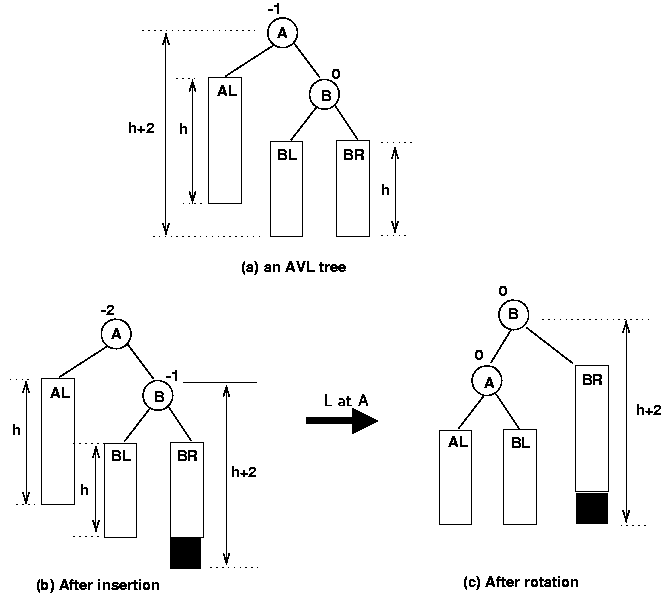 -1
A
0
AL
B
h+2
h
BL
BR
h
(a) an AVL tree
-2
A
-1
AL
B
h
BL
BR
h
h+2
(b) After insertion
L at A
0
B
0
A
BR
h+2
AL
BL
(c) After rotation